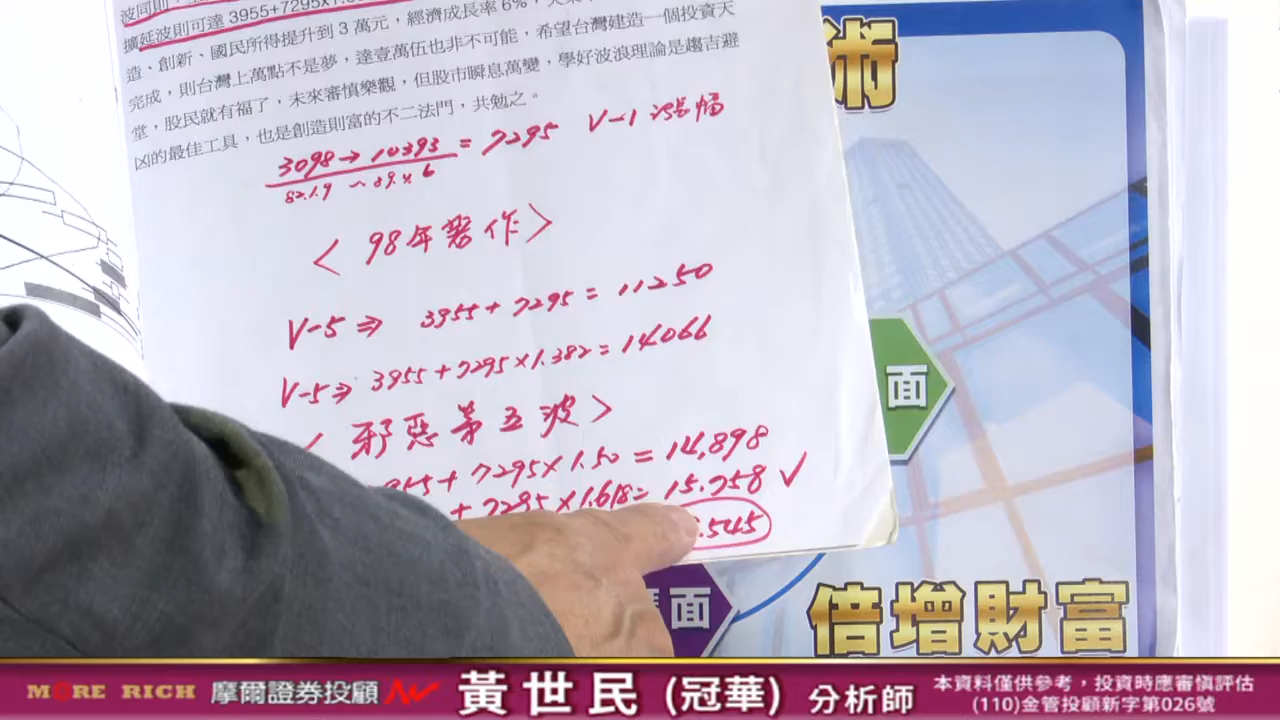 波同則
擴延波則可達 3955+7295x1.
造、創新、國民所得提升到 3 萬元，經濟成長率 6%，
完成，則台灣上萬點不是夢，達壹萬伍也非不可能，希望台灣建造一個投資天
堂，股民就有福了，未來審慎樂觀，但股市瞬息萬變，學好波浪理論是趨吉避
凶的最佳工具，也是創造財富的不二法門，共勉之。
3098→10393 = 7295 V-1 漲幅
〈98年著作〉
V-5 ⇒ 3955+7295 = 11250
V-5 ⇒ 3955+7295×1.382=14066
〈邪惡第五波〉
+7295×1.50 = 14,898
+7295×1.618= 15.758 ✓
.545
術
面
面
倍增財富
MORE RICH 摩爾證券投顧 黃世民 (冠華) 分析師
本資料僅供參考，投資時應審慎評估
(110)金管投顧新字第026號